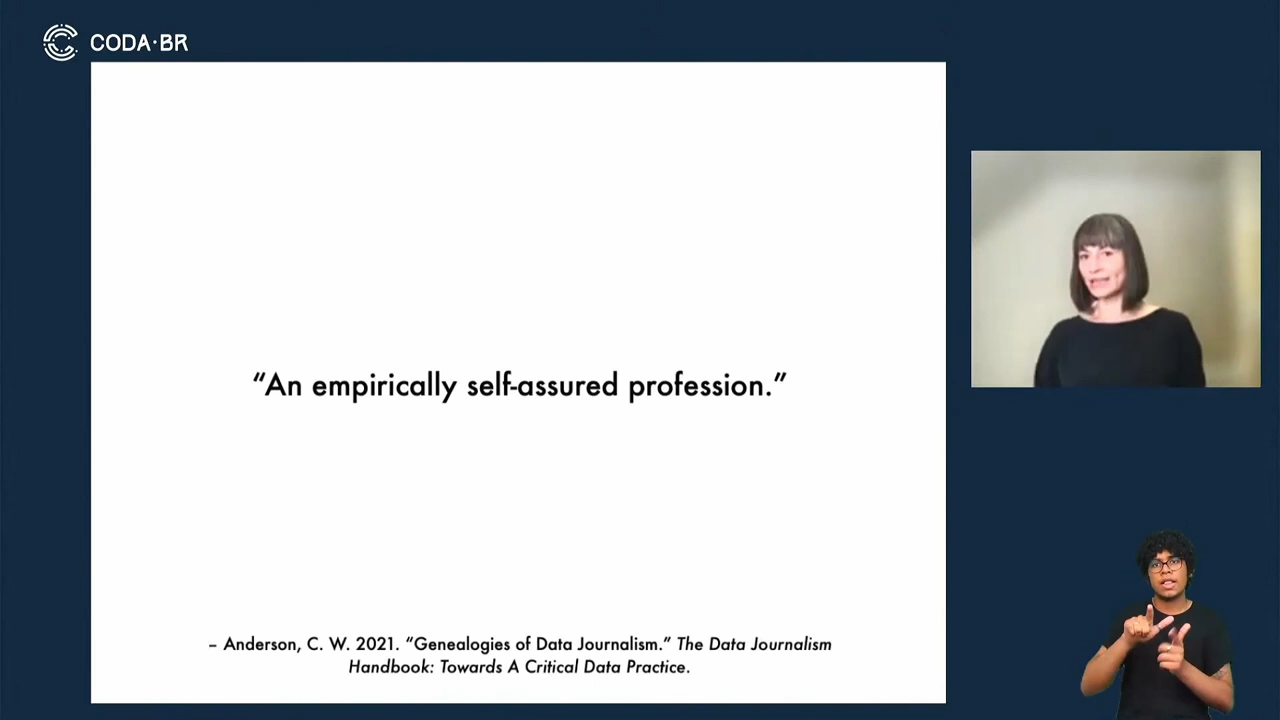 CODA·BR
“An empirically self-assured profession.”
– Anderson, C. W. 2021. “Genealogies of Data Journalism.” The Data Journalism
Handbook: Towards A Critical Data Practice.